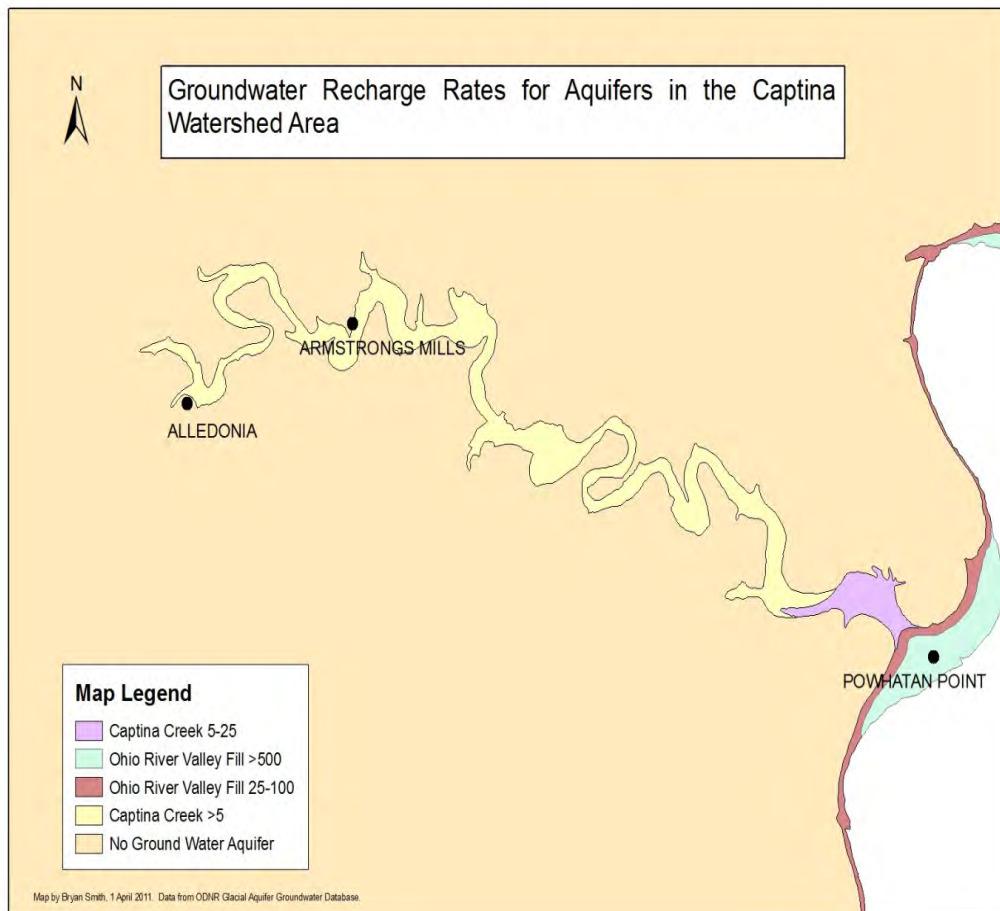 N
Groundwater Recharge Rates for Aquifers in the Captina
Watershed Area
ARMSTRONGS MILLS
ALLEDONIA
POWHATAN POINT
Map Legend
Captina Creek 5-25
Ohio River Valley Fill >500
Ohio River Valley Fill 25-100
Captina Creek >5
No Ground Water Aquifer
Map by Bryan Smith, 1 April 2011. Data from ODNR Glacial Aquifer Groundwater Database.